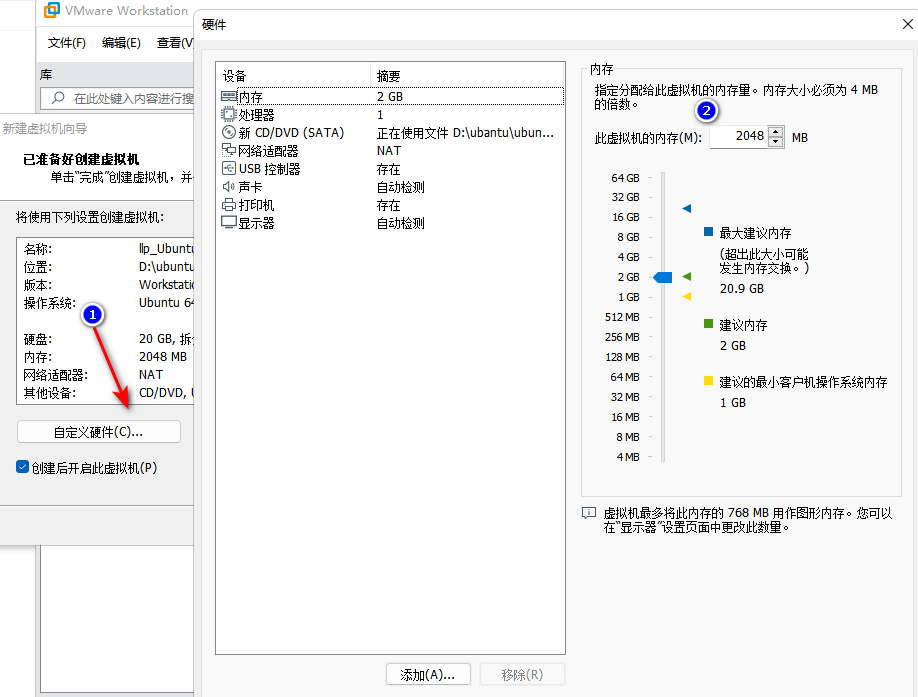 VMware Workstation
文件(F) 编辑(E) 查看(V
库
在此处键入内容进行搜
新建虚拟机向导
已准备好创建虚拟机
单击“完成”创建虚拟机，并
将使用下列设置创建虚拟机：
名称: llp_Ubuntu
位置: D:\ubuntu
版本: Workstatio
操作系统: Ubuntu 64
1
硬盘: 20 GB, 拆分
内存: 2048 MB
网络适配器: NAT
其他设备: CD/DVD, U
自定义硬件(C)...
创建后开启此虚拟机(P)
硬件
设备 摘要
内存 2 GB
处理器 1
新 CD/DVD (SATA) 正在使用文件 D:\ubantu\ubun...
网络适配器 NAT
USB 控制器 存在
声卡 自动检测
打印机 存在
显示器 自动检测
添加(A)... 移除(R)
内存
指定分配给此虚拟机的内存量。内存大小必须为 4 MB
的倍数。
2
此虚拟机的内存(M): 2048 MB
64 GB
32 GB
16 GB
8 GB
4 GB
2 GB
1 GB
512 MB
256 MB
128 MB
64 MB
32 MB
16 MB
8 MB
4 MB
最大建议内存
(超出此大小可能
发生内存交换。)
20.9 GB
建议内存
2 GB
建议的最小客户机操作系统内存
1 GB
虚拟机最多将此内存的 768 MB 用作图形内存。您可以
在“显示器”设置页面中更改此数量。